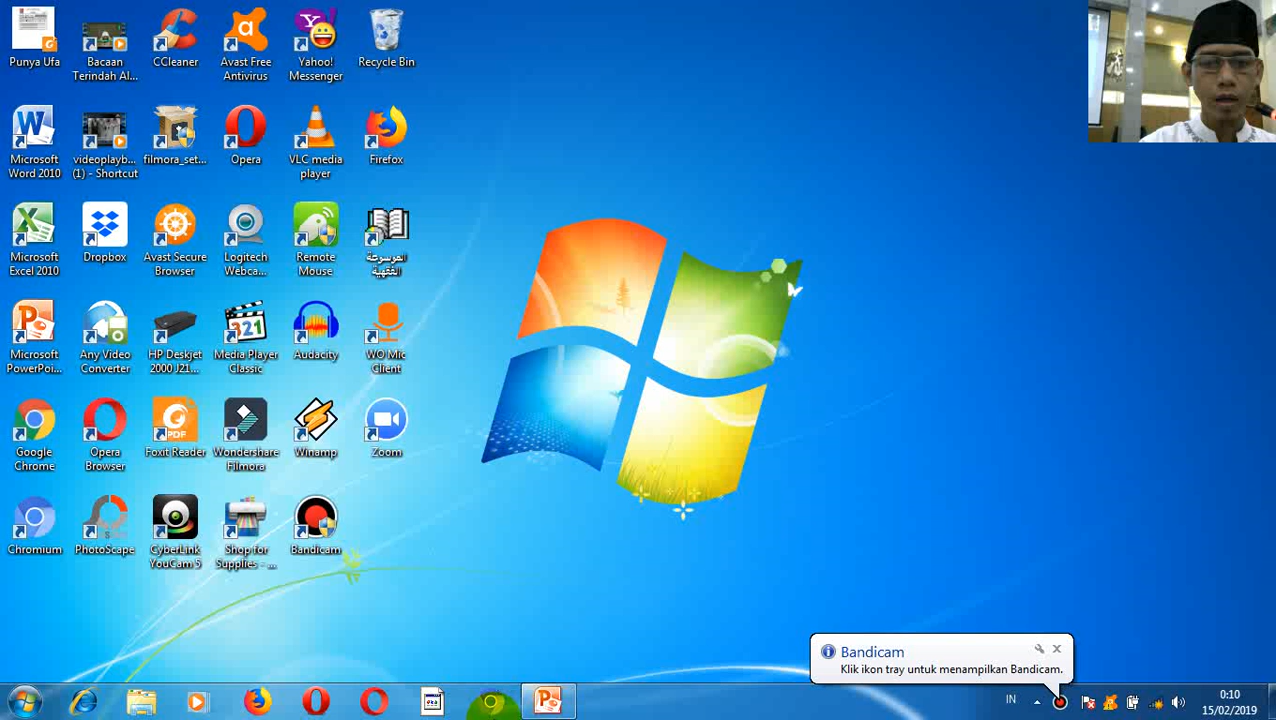 Punya Ufa
Bacaan
Terindah Al...
CCleaner
Avast Free
Antivirus
Yahoo!
Messenger
Recycle Bin
Microsoft
Word 2010
videoplayb...
(1) - Shortcut
filmora_set...
Opera
VLC media
player
Firefox
Microsoft
Excel 2010
Dropbox
Avast Secure
Browser
Logitech
Webca...
Remote
Mouse
الموسوعة
الفقهية
Microsoft
PowerPoi...
Any Video
Converter
HP Deskjet
2000 J21...
321
Media Player
Classic
Audacity
WO Mic
Client
Google
Chrome
Opera
Browser
PDF
Foxit Reader
Wondershare
Filmora
Winamp
Zoom
Chromium
PhotoScape
CyberLink
YouCam 5
Shop for
Supplies - ...
Bandicam
Bandicam
Klik ikon tray untuk menampilkan Bandicam.
IN
0:10
15/02/2019